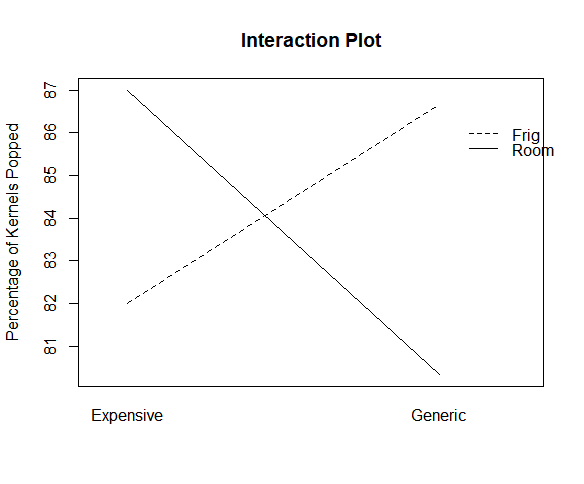 Interaction Plot
Percentage of Kernels Popped
87
86
85
84
83
82
81
Frig
Room
Expensive
Generic